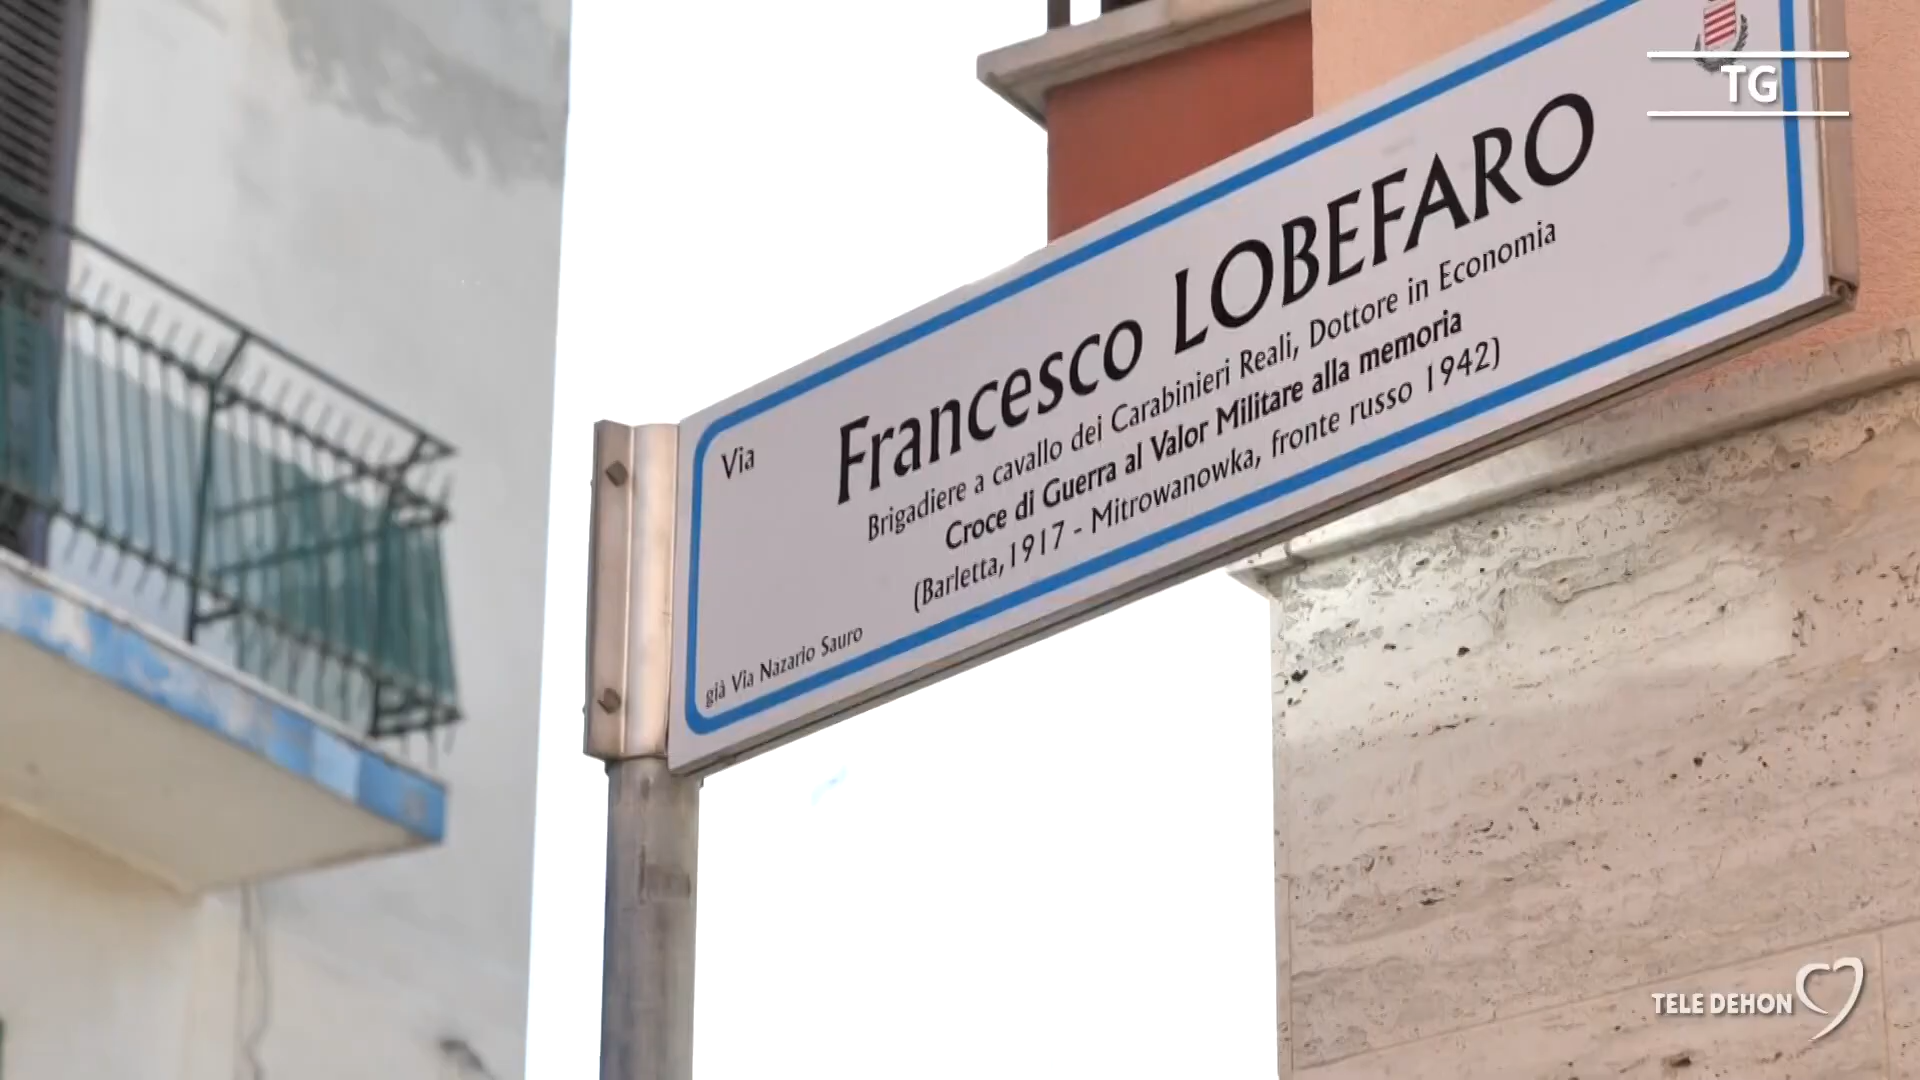 TG
Via
Francesco LOBEFARO
Brigadiere a cavallo dei Carabinieri Reali, Dottore in Economia
Croce di Guerra al Valor Militare alla memoria
(Barletta, 1917 - Mitrowanowka, fronte russo 1942)
già Via Nazario Sauro
TELE DEHON